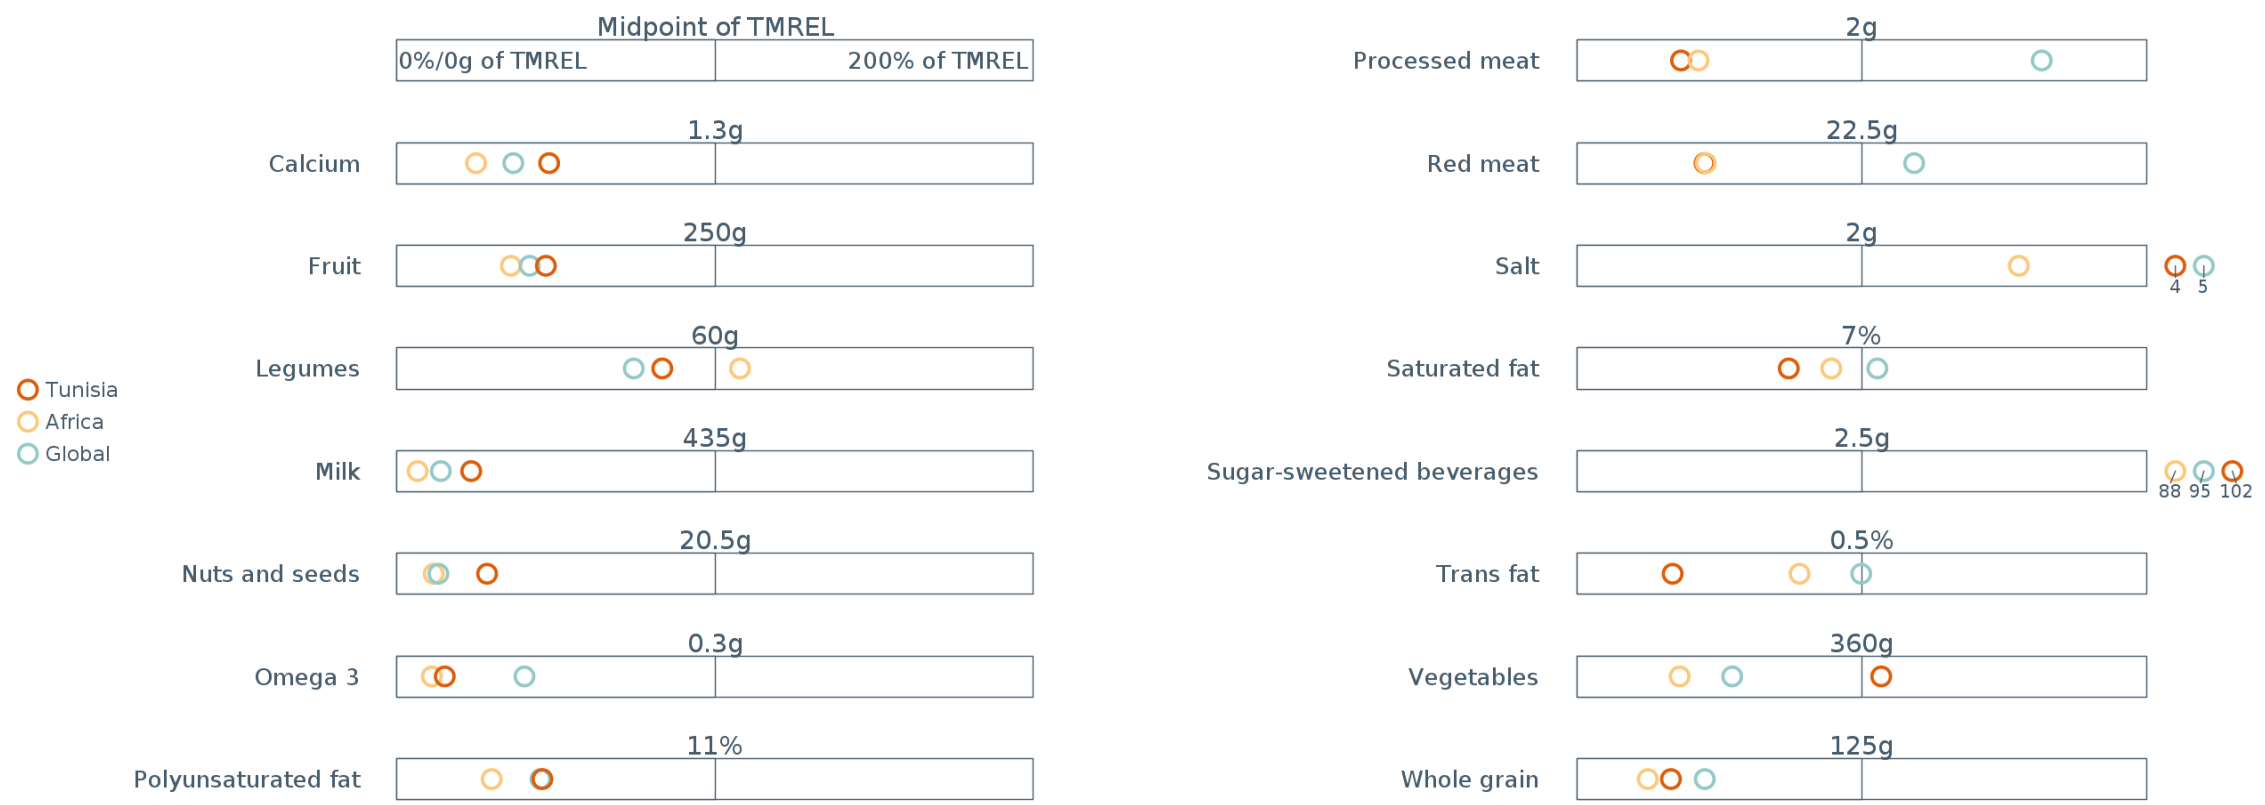 Midpoint of TMREL
0%/0g of TMREL
200% of TMREL
Calcium
1.3g
Fruit
250g
Legumes
60g
Milk
435g
Nuts and seeds
20.5g
Omega 3
0.3g
Polyunsaturated fat
11%
Tunisia
Africa
Global
Processed meat
2g
Red meat
22.5g
Salt
2g
4 5
Saturated fat
7%
Sugar-sweetened beverages
2.5g
88 95 102
Trans fat
0.5%
Vegetables
360g
Whole grain
125g